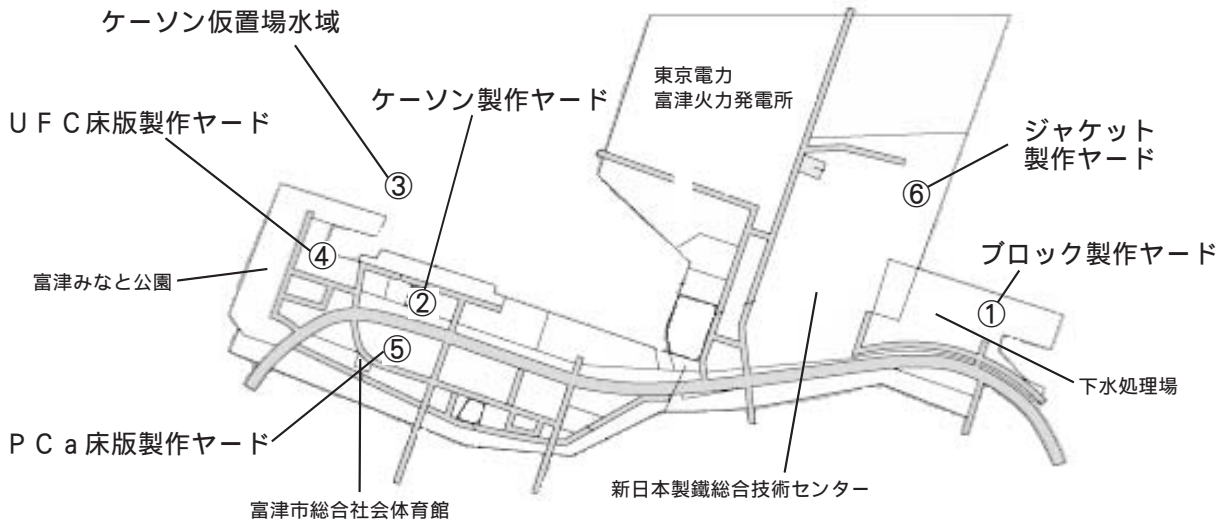 ケーソン仮置場水域
東京電力
富津火力発電所
ケーソン製作ヤード
ＵＦＣ床版製作ヤード
ジャケット
製作ヤード
③
⑥
④
ブロック製作ヤード
富津みなと公園
②
①
⑤
下水処理場
ＰＣａ床版製作ヤード
新日本製鐵総合技術センター
富津市総合社会体育館